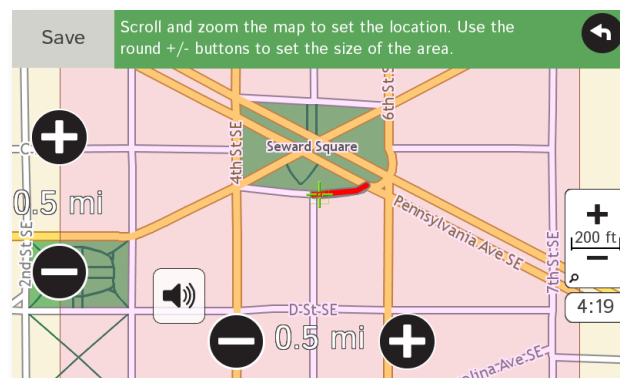 Save
Scroll and zoom the map to set the location. Use the
round +/- buttons to set the size of the area.
6th St SE
4th St SE
Seward Square
C
0.5 mi
Pennsylvania Ave SE
+
200 ft
−
2nd St SE
7th St SE
4:19
D St SE
0.5 mi
olina Ave SE